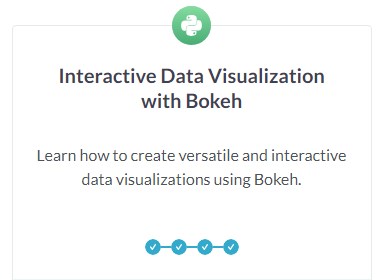 Interactive Data Visualization
with Bokeh
Learn how to create versatile and interactive
data visualizations using Bokeh.